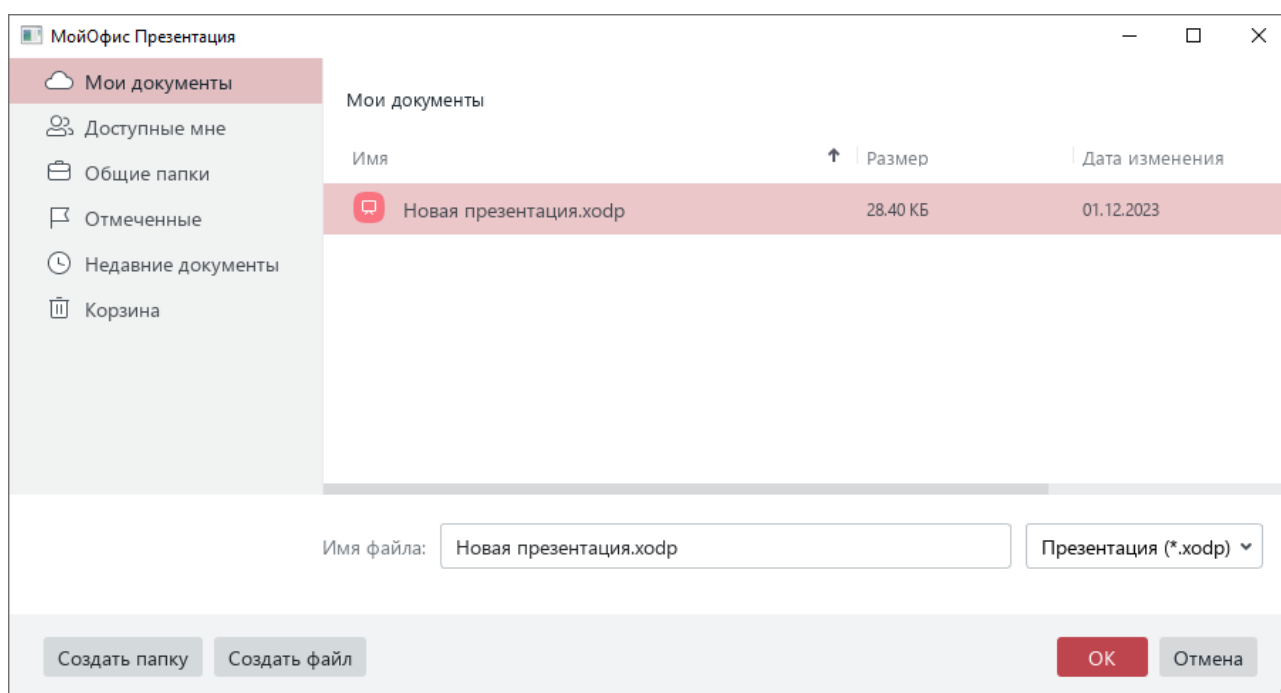 МойОфис Презентация
Мои документы
Доступные мне
Общие папки
Отмеченные
Недавние документы
Корзина
Мои документы
Имя Размер Дата изменения
Новая презентация.xodp 28.40 КБ 01.12.2023
Имя файла: Новая презентация.xodp Презентация (*.xodp)
Создать папку Создать файл ОК Отмена